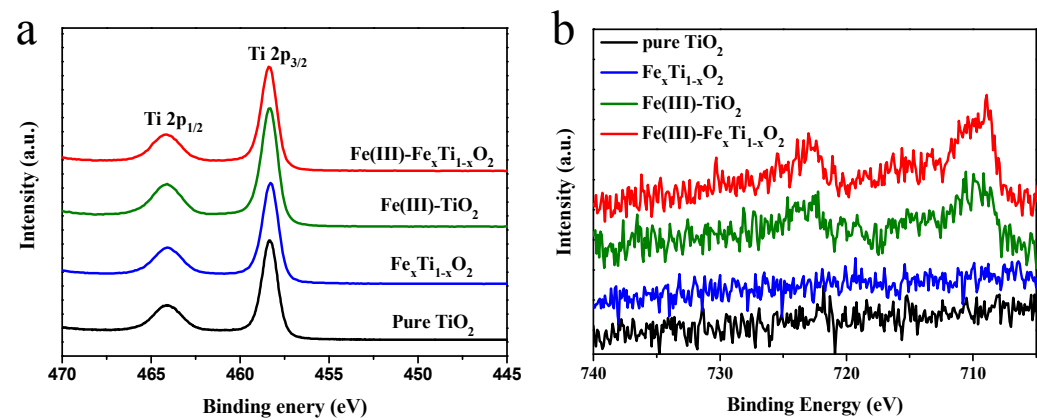 a
Ti 2p3/2
Ti 2p1/2
Fe(III)-FexTi1-xO2
Fe(III)-TiO2
FexTi1-xO2
Pure TiO2
Intensity (a.u.)
470 465 460 455 450 445
Binding enery (eV)
b
pure TiO2
FexTi1-xO2
Fe(III)-TiO2
Fe(III)-FexTi1-xO2
Intensity (a.u.)
740 730 720 710
Binding Energy (eV)